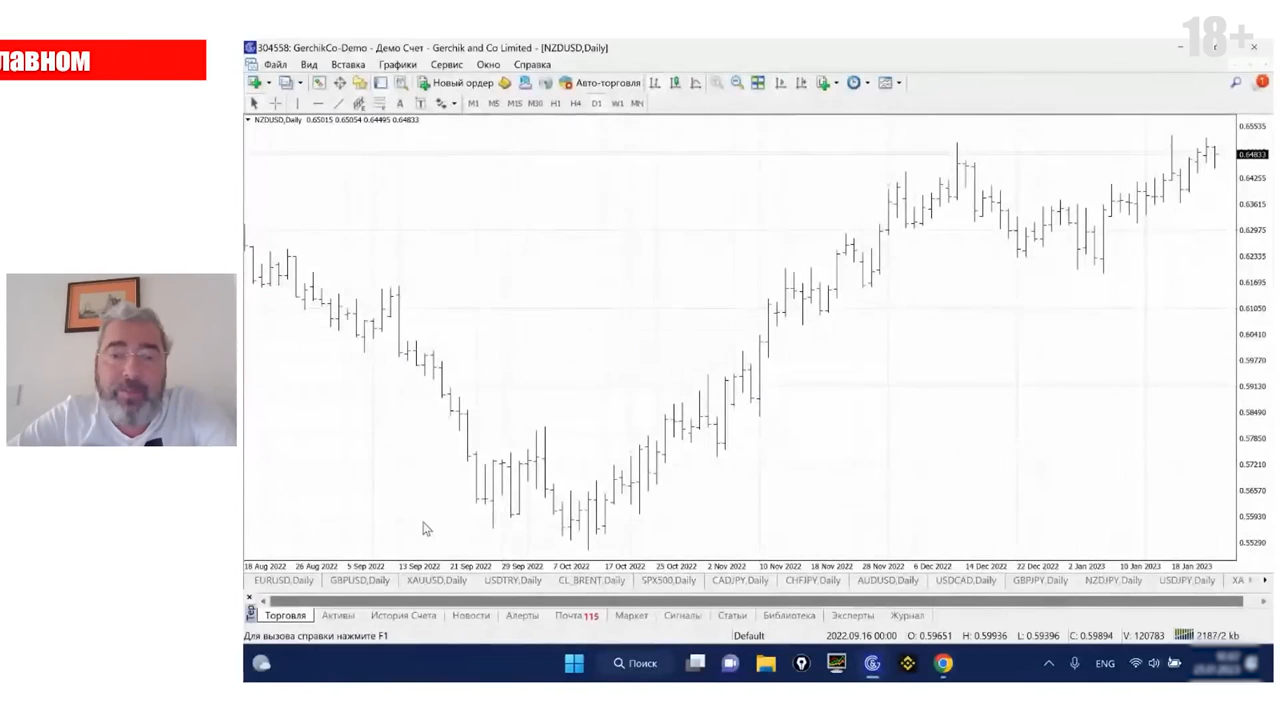 18+
лавном
304558: GerchikCo-Demo - Демо Счет - Gerchik and Co Limited - [NZDUSD,Daily]
Файл Вид Вставка Графики Сервис Окно Справка
Новый ордер Авто-торговля
M1 M5 M15 M30 H1 H4 D1 W1 MN
NZDUSD,Daily 0.65015 0.65054 0.64495 0.64833
0.65535
0.64833
0.64255
0.63615
0.62975
0.62335
0.61695
0.61050
0.60410
0.59770
0.59130
0.58490
0.57850
0.57210
0.56570
0.55930
0.55290
18 Aug 2022 26 Aug 2022 5 Sep 2022 13 Sep 2022 21 Sep 2022 29 Sep 2022 7 Oct 2022 17 Oct 2022 25 Oct 2022 2 Nov 2022 10 Nov 2022 18 Nov 2022 28 Nov 2022 6 Dec 2022 14 Dec 2022 22 Dec 2022 2 Jan 2023 10 Jan 2023 18 Jan 2023
EURUSD,Daily GBPUSD,Daily XAUUSD,Daily USDTRY,Daily CL_BRENT,Daily SPX500,Daily CADJPY,Daily CHFJPY,Daily AUDUSD,Daily USDCAD,Daily GBPJPY,Daily NZDJPY,Daily USDJPY,Daily XA
Тер
Торговля Активы История Счета Новости Алерты Почта 115 Маркет Сигналы Статьи Библиотека Эксперты Журнал
Для вызова справки нажмите F1 Default 2022.09.16 00:00 O: 0.59651 H: 0.59936 L: 0.59396 C: 0.59894 V: 120783 2187/2 kb
Поиск ENG